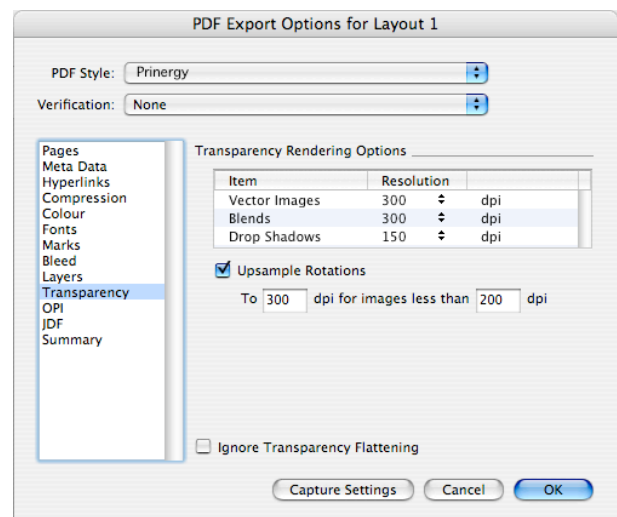 PDF Export Options for Layout 1
PDF Style: Prinergy
Verification: None
Pages
Meta Data
Hyperlinks
Compression
Colour
Fonts
Marks
Bleed
Layers
Transparency
OPI
JDF
Summary
Transparency Rendering Options
Item Resolution
Vector Images 300 dpi
Blends 300 dpi
Drop Shadows 150 dpi
Upsample Rotations
To 300 dpi for images less than 200 dpi
Ignore Transparency Flattening
Capture Settings Cancel OK